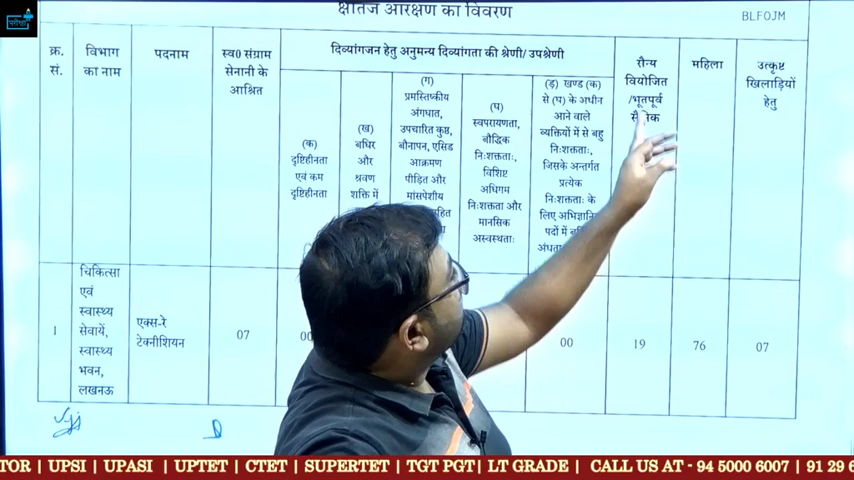 परीक्षा
क्षैतिज आरक्षण का विवरण
BLFOJM
क्र.
सं.
विभाग
का नाम
पदनाम
स्व0 संग्राम
सेनानी के
आश्रित
दिव्यांगजन हेतु अनुमन्य दिव्यांगता की श्रेणी/ उपश्रेणी
(क)
दृष्टिहीनता
एवं कम
दृष्टिहीनता
(ख)
बधिर
और
श्रवण
शक्ति में
(ग)
प्रमस्तिष्कीय
अंगघात,
उपचारित कुष्ठ,
बौनापन, एसिड
आक्रमण
पीड़ित और
मांसपेशीय
(घ)
स्वपरायणता,
बौद्धिक
निःशक्तताः,
विशिष्ट
अधिगम
निःशक्तता और
मानसिक
अस्वस्थताः
(ड़) खण्ड (क)
से (घ) के अधीन
आने वाले
व्यक्तियों में से बहु
निःशक्तताः,
जिसके अन्तर्गत
प्रत्येक
निःशक्तताः के
लिए
पदों में
रौन्य
वियोजित
/भूतपूर्व
महिला
उत्कृष्ट
खिलाड़ियों
हेतु
1
चिकित्सा
एवं
स्वास्थ्य
सेवायें,
स्वास्थ्य
भवन,
लखनऊ
एक्स-रे
टेक्नीशियन
07
00
00
19
76
07
TOR | UPSI | UPASI | UPTET | CTET | SUPERTET | TGT PGT| LT GRADE | CALL US AT - 94 5000 6007 | 91 29 6